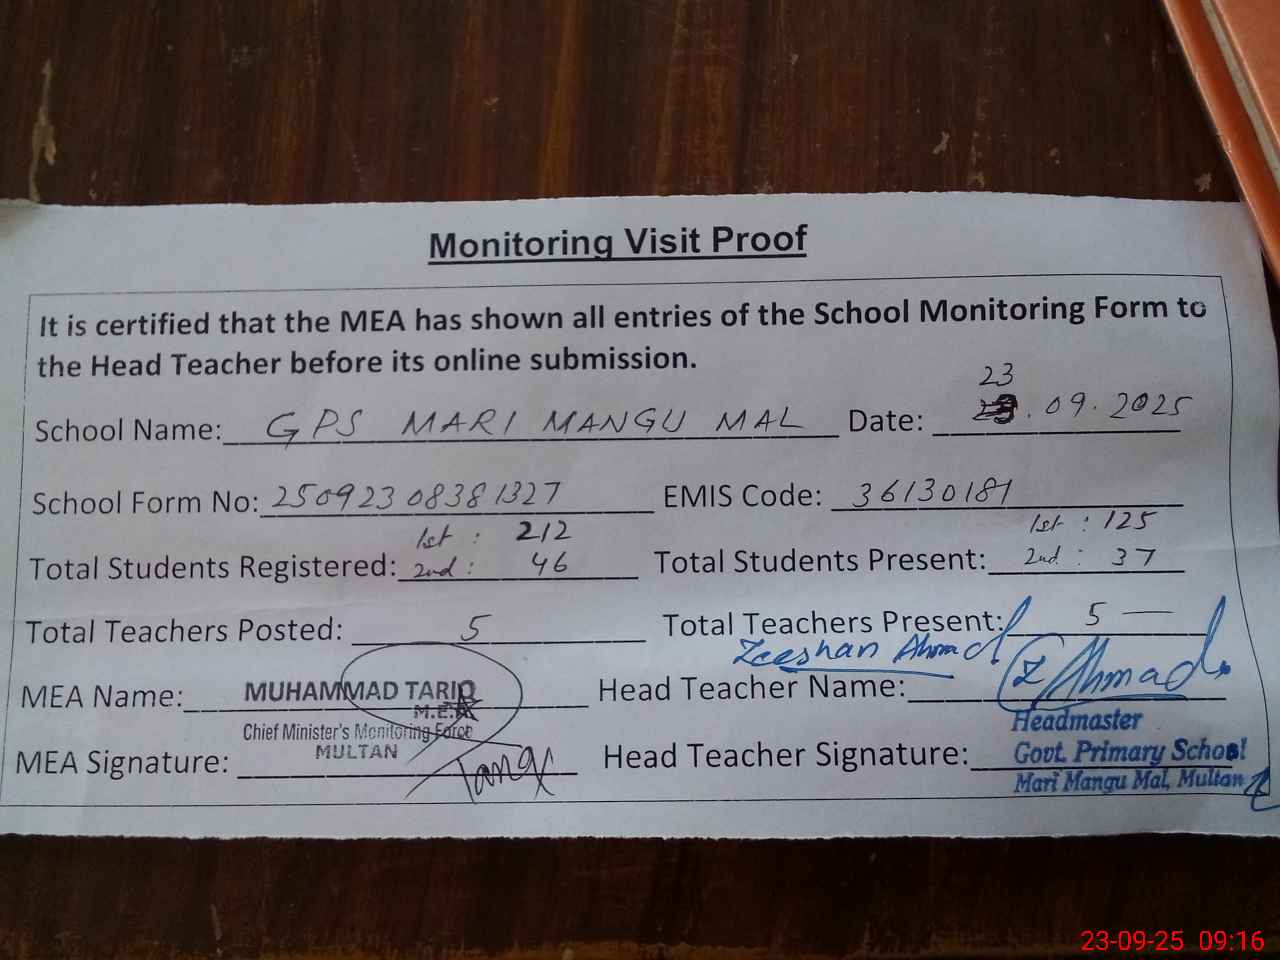 Monitoring Visit Proof
It is certified that the MEA has shown all entries of the School Monitoring Form to
the Head Teacher before its online submission.
23
School Name: GPS MARI MANGU MAL Date: .09.2025
School Form No: 25092308381327 EMIS Code: 36130181
1st : 212 1st : 125
Total Students Registered: 2nd : 46 Total Students Present: 2nd : 37
Total Teachers Posted: 5 Total Teachers Present: 5 —
Zeeshan Ahmad
MEA Name: MUHAMMAD TARIQ Head Teacher Name: Z Ahmad
M.E.A
Chief Minister's Monitoring Force Headmaster
MULTAN Govt. Primary School
MEA Signature: Tariq Head Teacher Signature:
Mari Mangu Mal, Multan
23-09-25 09:16